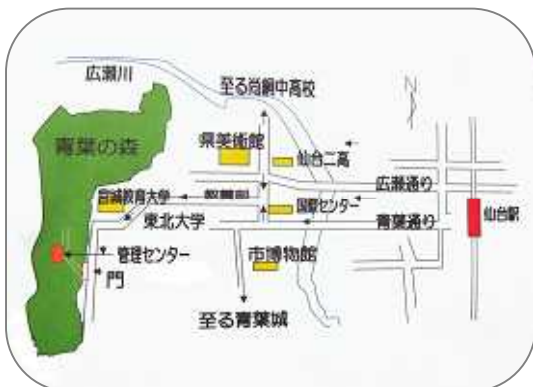 広瀬川
至る尚絅中高校
青葉の森
県美術館
仙台二高
宮城教育大学
広瀬通り
国際センター
東北大学
青葉通り
仙台駅
管理センター
市博物館
門
至る青葉城
N